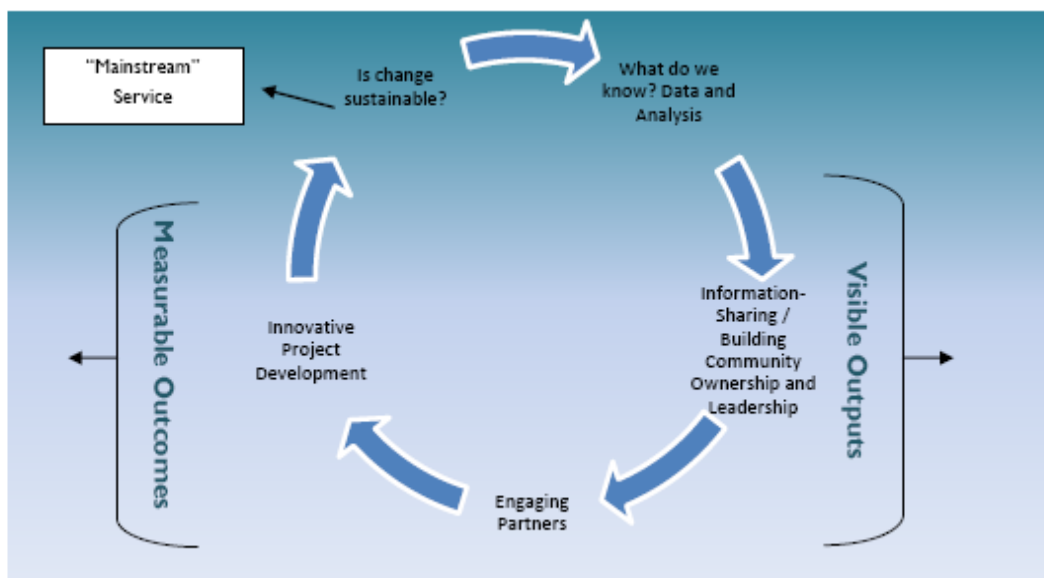 “Mainstream”
Service
Is change
sustainable?
What do we
know? Data and
Analysis
Information-
Sharing /
Building
Community
Ownership and
Leadership
Engaging
Partners
Innovative
Project
Development
Measurable Outcomes
Visible Outputs